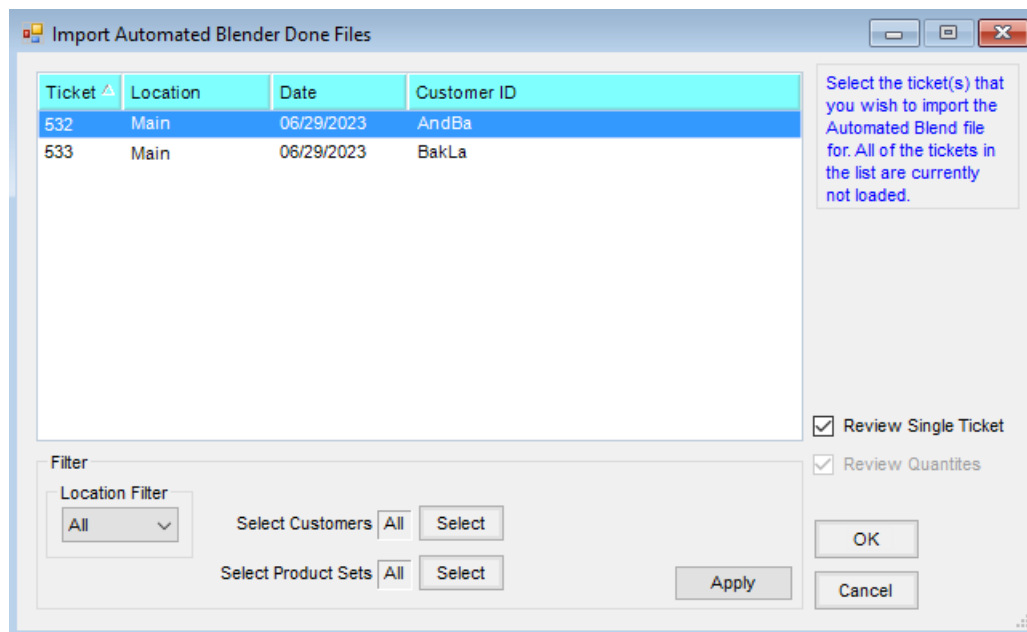 Import Automated Blender Done Files
Ticket Location Date Customer ID
532 Main 06/29/2023 AndBa
533 Main 06/29/2023 BakLa
Select the ticket(s) that
you wish to import the
Automated Blend file
for. All of the tickets in
the list are currently
not loaded.
Review Single Ticket
Review Quantites
Filter
Location Filter
All
Select Customers All Select
Select Product Sets All Select
Apply
OK
Cancel